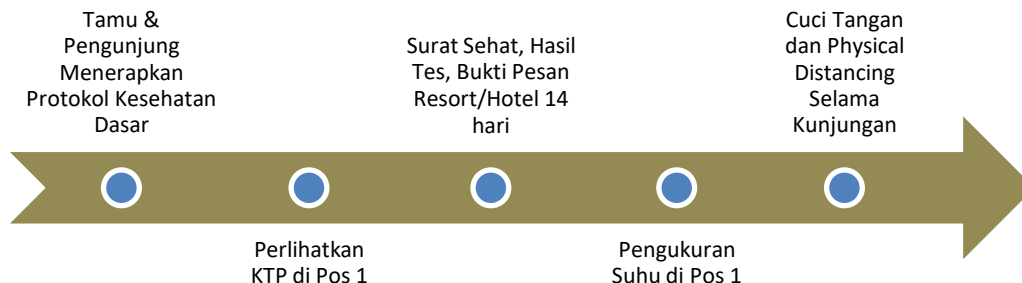 Tamu &
Pengunjung
Menerapkan
Protokol Kesehatan
Dasar
Perlihatkan
KTP di Pos 1
Surat Sehat, Hasil
Tes, Bukti Pesan
Resort/Hotel 14
hari
Pengukuran
Suhu di Pos 1
Cuci Tangan
dan Physical
Distancing
Selama
Kunjungan